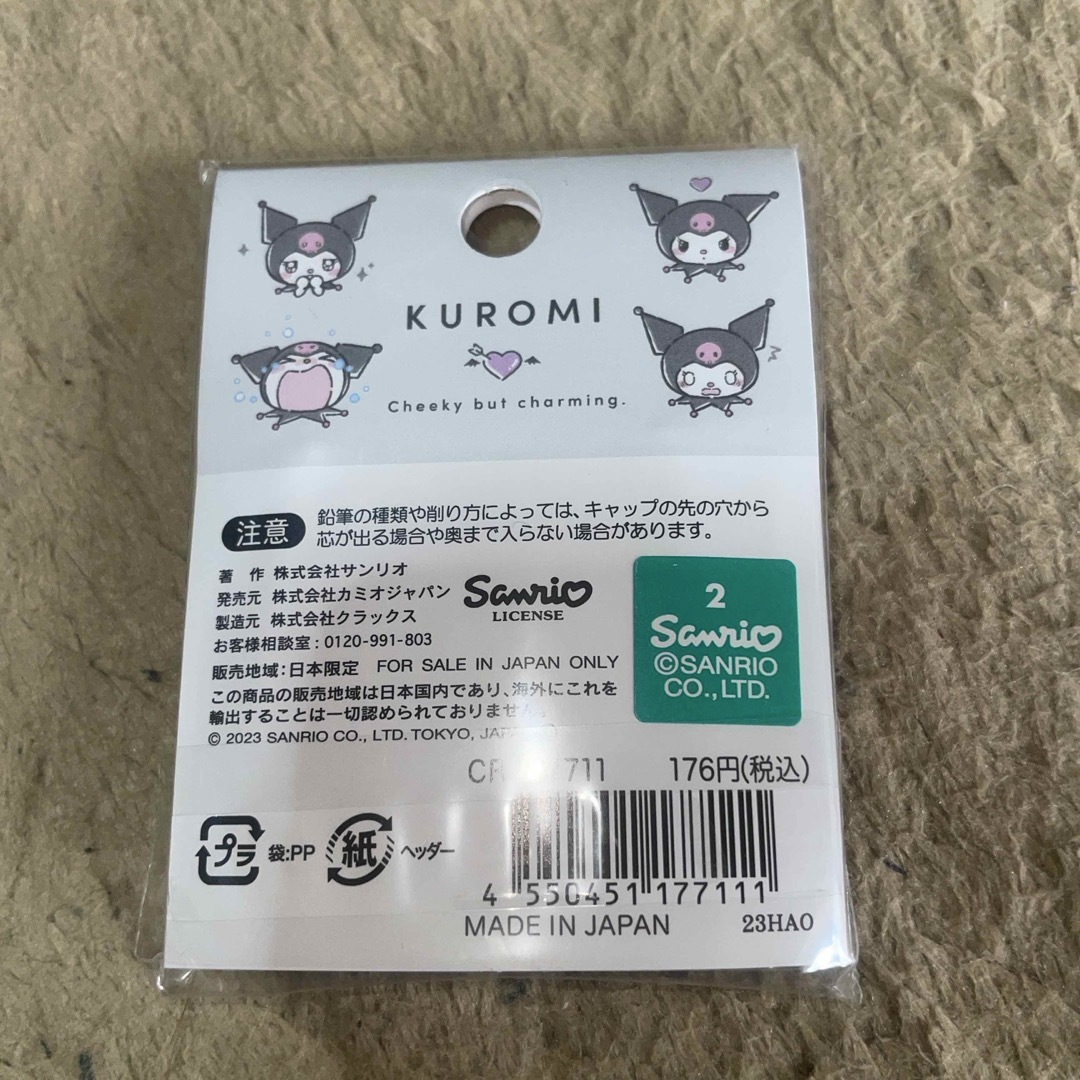 KUROMI
Cheeky but charming.
注意
鉛筆の種類や削り方によっては、キャップの先の穴から
芯が出る場合や奥まで入らない場合があります。
著 作 株式会社サンリオ
発売元 株式会社カミオジャパン
製造元 株式会社クラックス
Sanrio
LICENSE
お客様相談室:0120-991-803
販売地域:日本限定 FOR SALE IN JAPAN ONLY
この商品の販売地域は日本国内であり、海外にこれを
輸出することは一切認められておりません。
© 2023 SANRIO CO., LTD. TOKYO,
2
Sanrio
©SANRIO
CO.,LTD.
711 176円(税込)
プラ 袋:PP 紙 ヘッダー
4 550451 177111
MADE IN JAPAN 23HAO